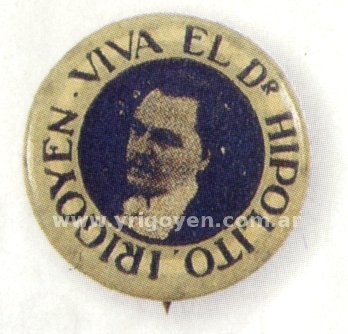 VIVA EL DR HIPOLITO. IRIGOYEN.
www.yrigoyen.com.ar